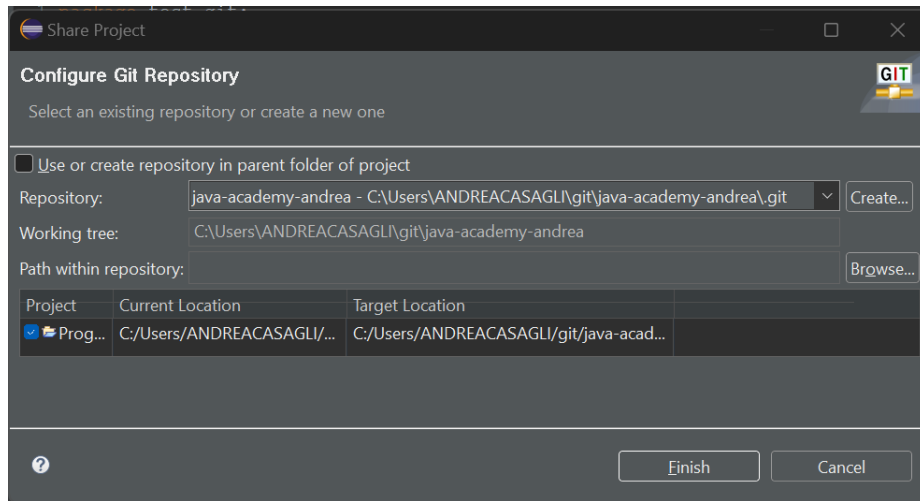 package test_git;
Share Project
Configure Git Repository
GIT
Select an existing repository or create a new one
Use or create repository in parent folder of project
Repository: java-academy-andrea - C:\Users\ANDREACASAGLI\git\java-academy-andrea\.git Create...
Working tree: C:\Users\ANDREACASAGLI\git\java-academy-andrea
Path within repository: Browse...
Project Current Location Target Location
Prog... C:/Users/ANDREACASAGLI/... C:/Users/ANDREACASAGLI/git/java-acad...
? Finish Cancel